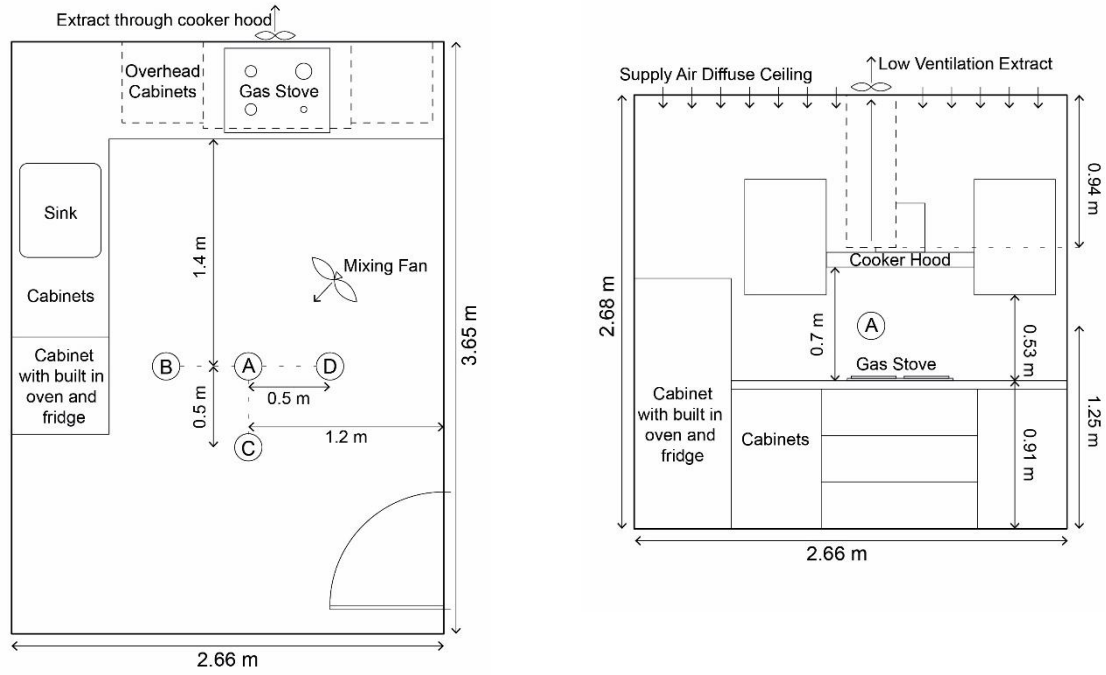 Extract through cooker hood
Overhead
Cabinets
Gas Stove
Sink
1.4 m
Mixing Fan
3.65 m
Cabinets
Cabinet
with built in
oven and
fridge
B
A
D
0.5 m
0.5 m
1.2 m
C
2.66 m
Supply Air Diffuse Ceiling
Low Ventilation Extract
0.94 m
Cooker Hood
2.68 m
0.7 m
A
0.53 m
Gas Stove
1.25 m
Cabinet
with built in
oven and
fridge
Cabinets
0.91 m
2.66 m